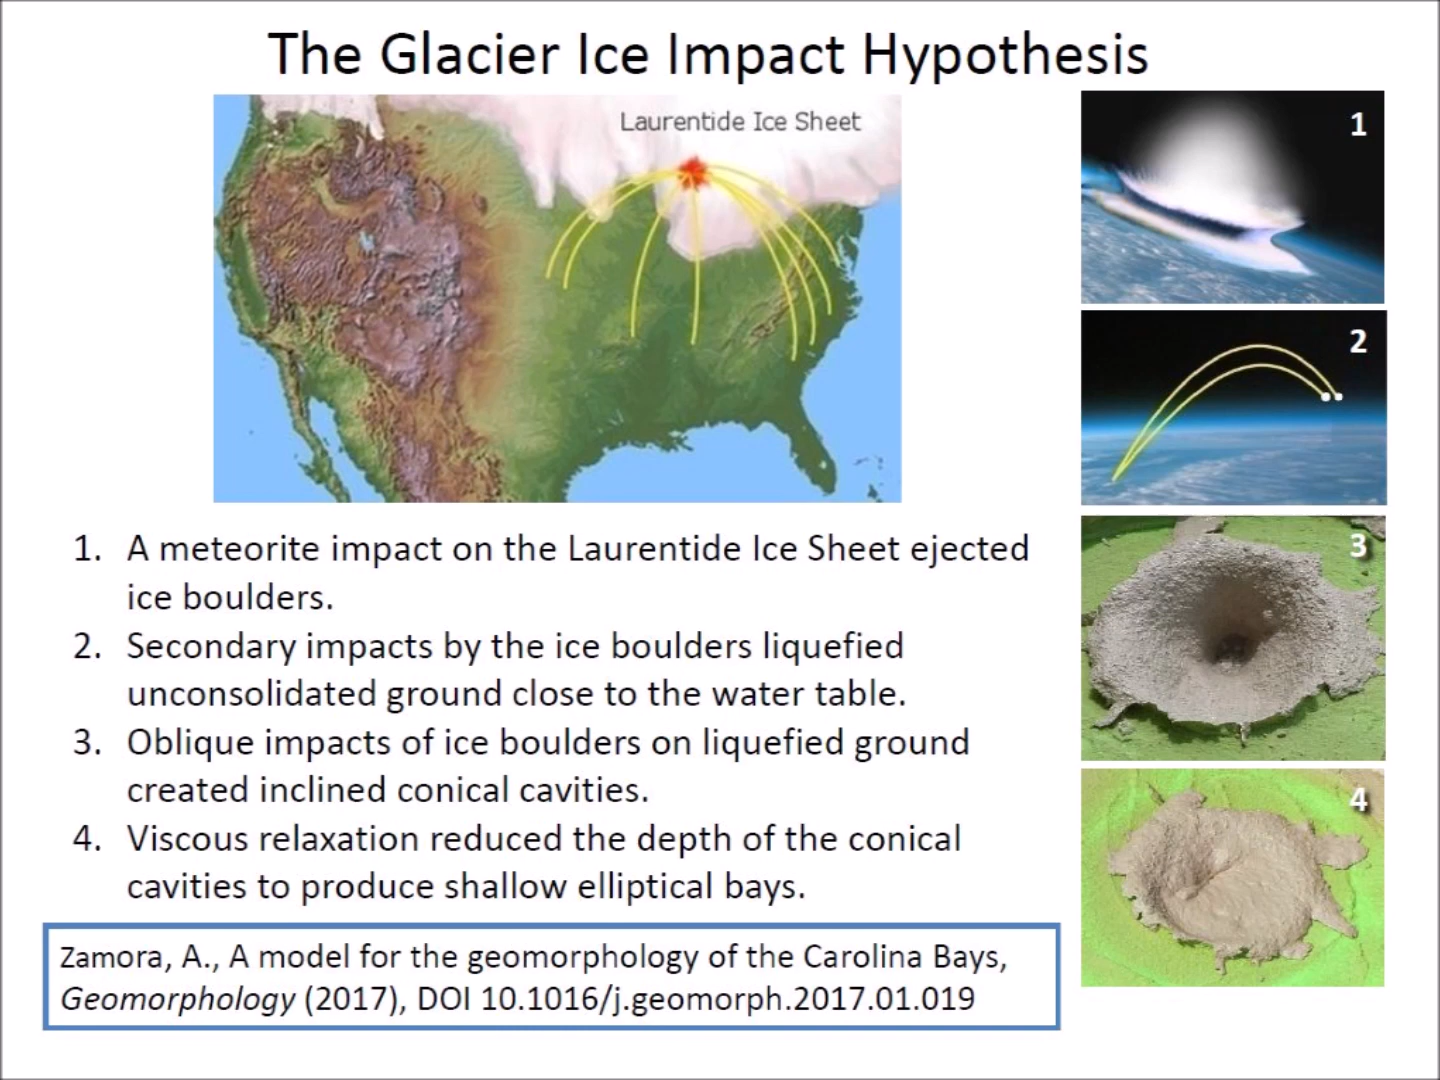 The Glacier Ice Impact Hypothesis
Laurentide Ice Sheet
1
2
3
4
1. A meteorite impact on the Laurentide Ice Sheet ejected
ice boulders.
2. Secondary impacts by the ice boulders liquefied
unconsolidated ground close to the water table.
3. Oblique impacts of ice boulders on liquefied ground
created inclined conical cavities.
4. Viscous relaxation reduced the depth of the conical
cavities to produce shallow elliptical bays.
Zamora, A., A model for the geomorphology of the Carolina Bays,
Geomorphology (2017), DOI 10.1016/j.geomorph.2017.01.019